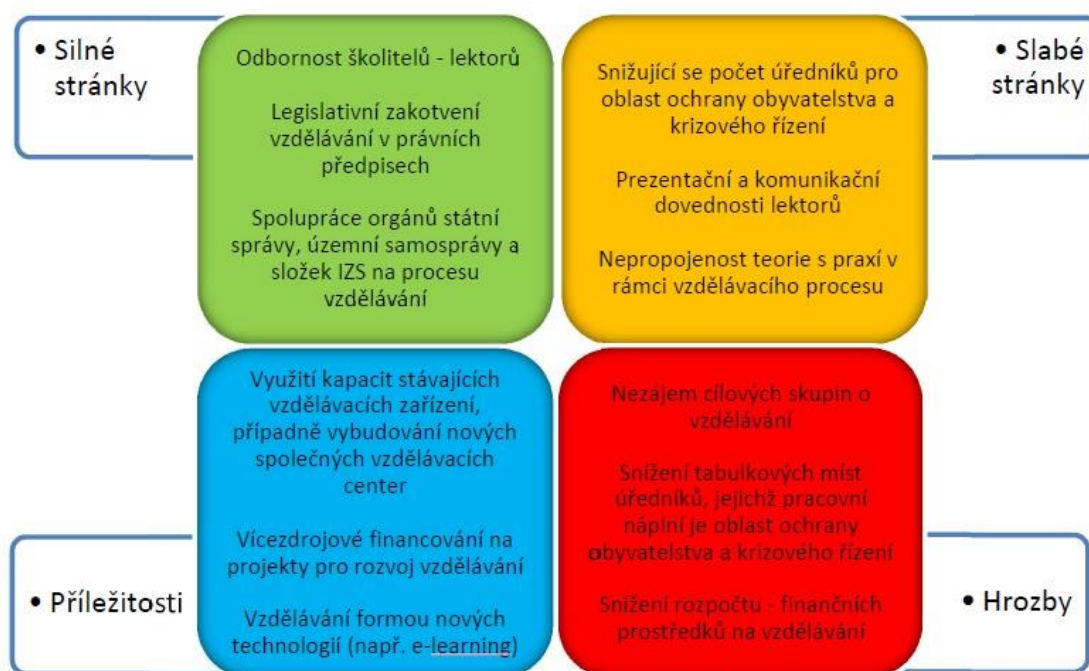 • Silné
stránky
Odbornost školitelů - lektorů
Legislativní zakotvení
vzdělávání v právních
předpisech
Spolupráce orgánů státní
správy, územní samosprávy a
složek IZS na procesu
vzdělávání
• Slabé
stránky
Snižující se počet úředníků pro
oblast ochrany obyvatelstva a
krizového řízení
Prezentační a komunikační
dovednosti lektorů
Nepropojenost teorie s praxí v
rámci vzdělávacího procesu
• Příležitosti
Využití kapacit stávajících
vzdělávacích zařízení,
případně vybudování nových
společných vzdělávacích
center
Vícezdrojové financování na
projekty pro rozvoj vzdělávání
Vzdělávání formou nových
technologií (např. e-learning)
• Hrozby
Nezájem cílových skupin o
vzdělávání
Snížení tabulkových míst
úředníků, jejichž pracovní
náplní je oblast ochrany
obyvatelstva a krizového řízení
Snížení rozpočtu - finančních
prostředků na vzdělávání